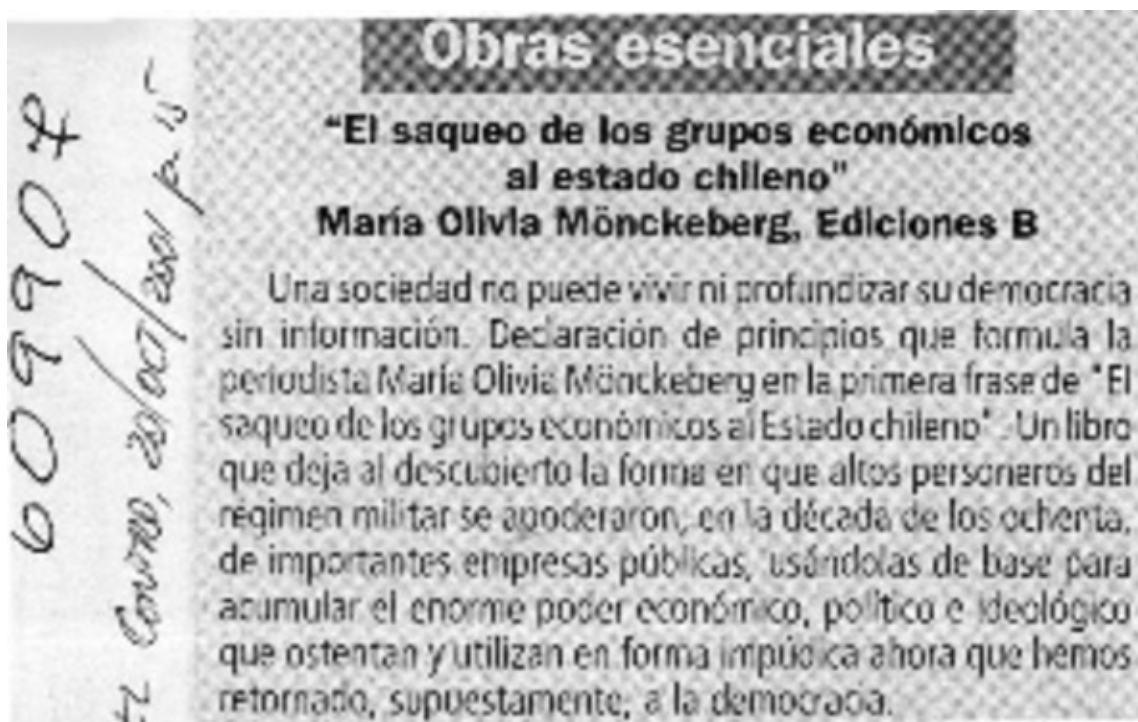 Obras esenciales
"El saqueo de los grupos económicos
al estado chileno"
María Olivia Mönckeberg, Ediciones B
Una sociedad no puede vivir ni profundizar su democracia
sin información. Declaración de principios que formula la
periodista María Olivia Mönckeberg en la primera frase de "El
saqueo de los grupos económicos al Estado chileno". Un libro
que deja al descubierto la forma en que altos personeros del
régimen militar se apoderaron, en la década de los ochenta,
de importantes empresas públicas, usándolas de base para
acumular el enorme poder económico, político e ideológico
que ostentan y utilizan en forma impúdica ahora que hemos
retornado, supuestamente, a la democracia.
20/OCT/2001 p. 15